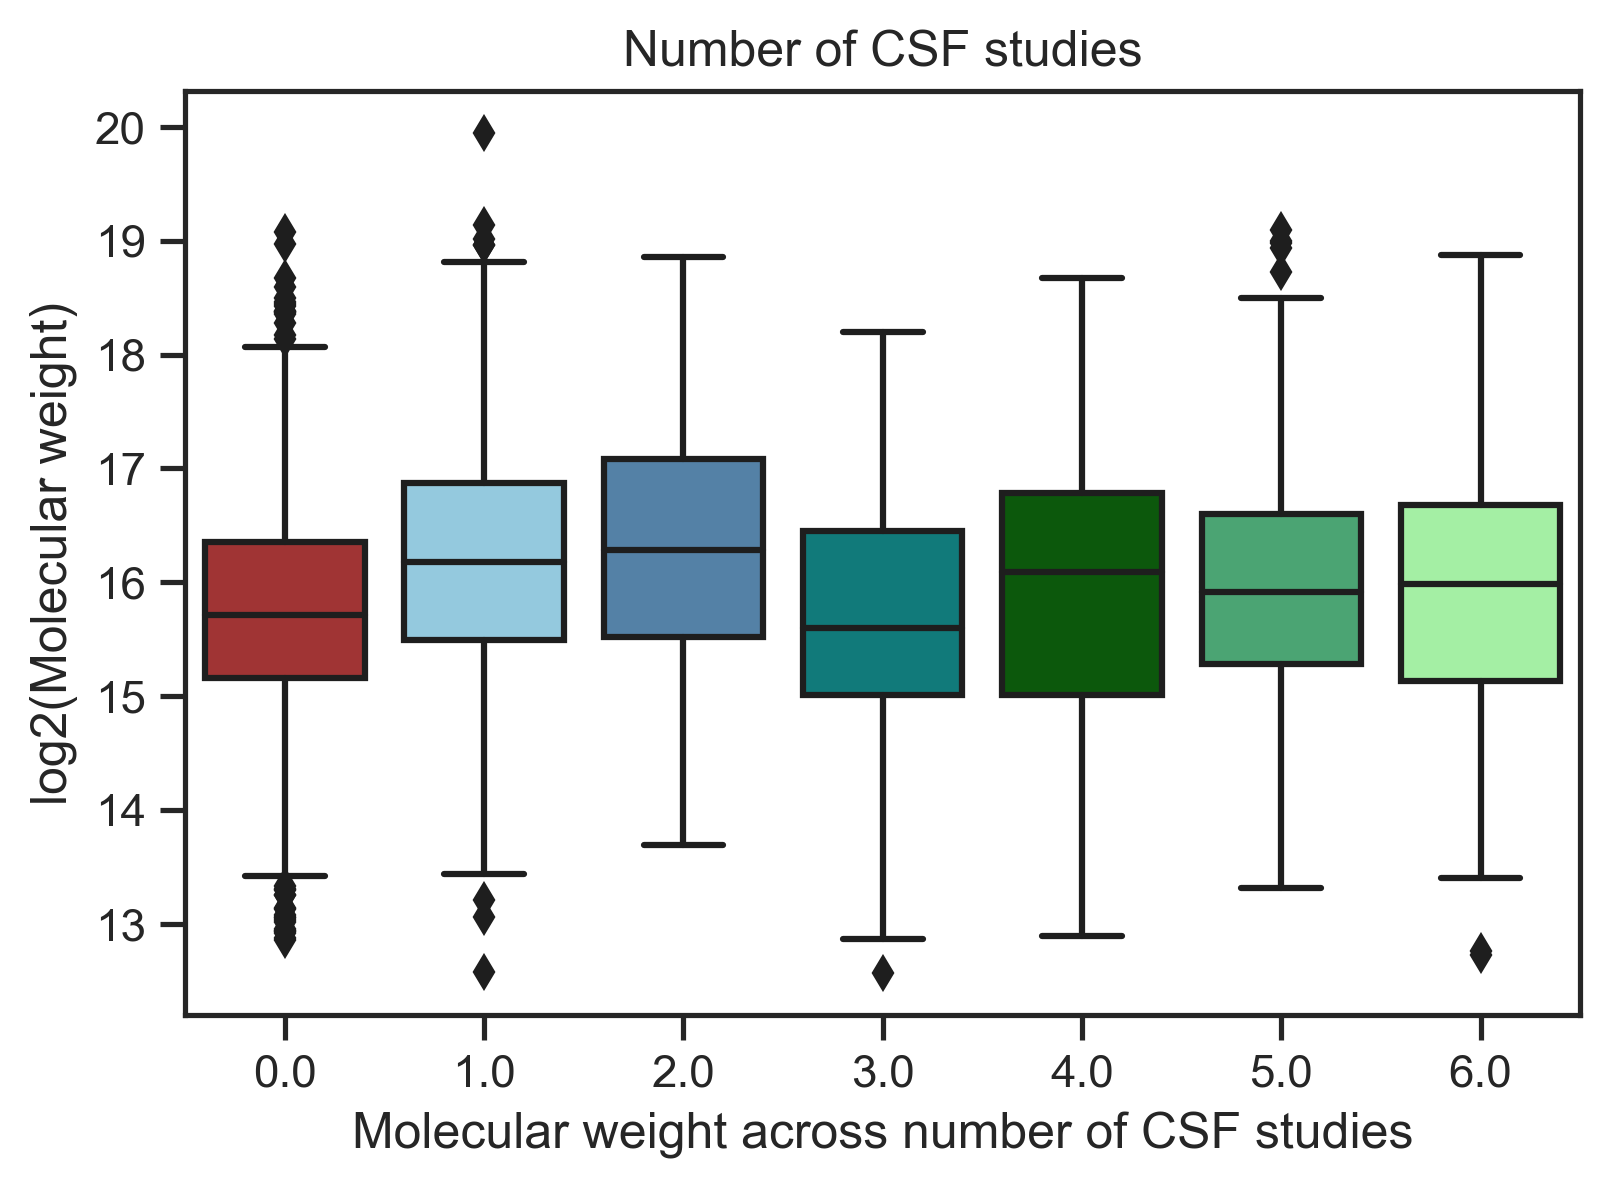 Number of CSF studies
log2(Molecular weight)
20
19
18
17
16
15
14
13
0.0 1.0 2.0 3.0 4.0 5.0 6.0
Molecular weight across number of CSF studies